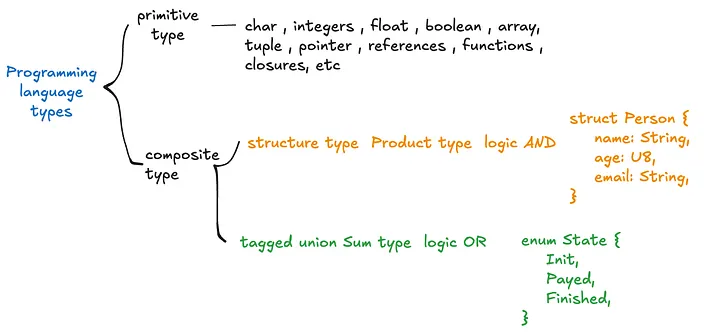 primitive
type
char , integers , float , boolean , array,
tuple , pointer , references , functions ,
closures, etc
Programming
language
types
composite
type
structure type Product type logic AND
struct Person {
name: String,
age: U8,
email: String,
}
tagged union Sum type logic OR
enum State {
Init,
Payed,
Finished,
}